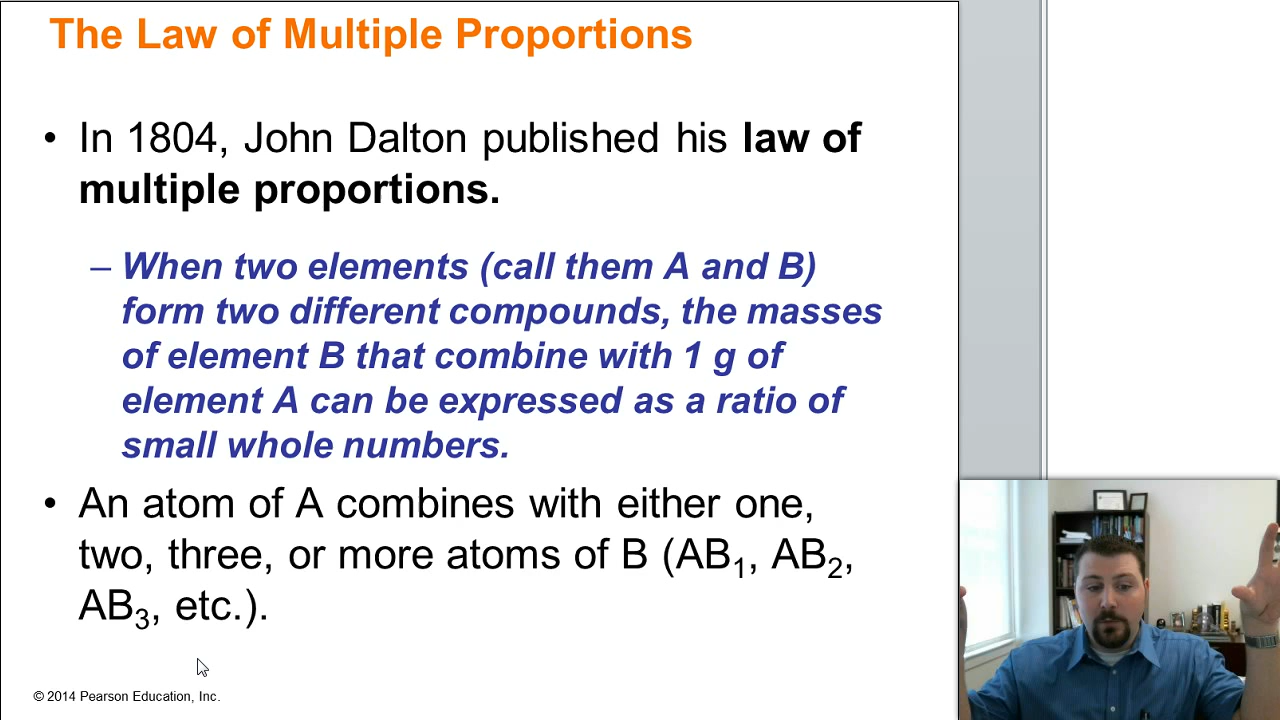 The Law of Multiple Proportions
• In 1804, John Dalton published his law of
multiple proportions.
– When two elements (call them A and B)
form two different compounds, the masses
of element B that combine with 1 g of
element A can be expressed as a ratio of
small whole numbers.
• An atom of A combines with either one,
two, three, or more atoms of B (AB₁, AB₂,
AB₃, etc.).
© 2014 Pearson Education, Inc.